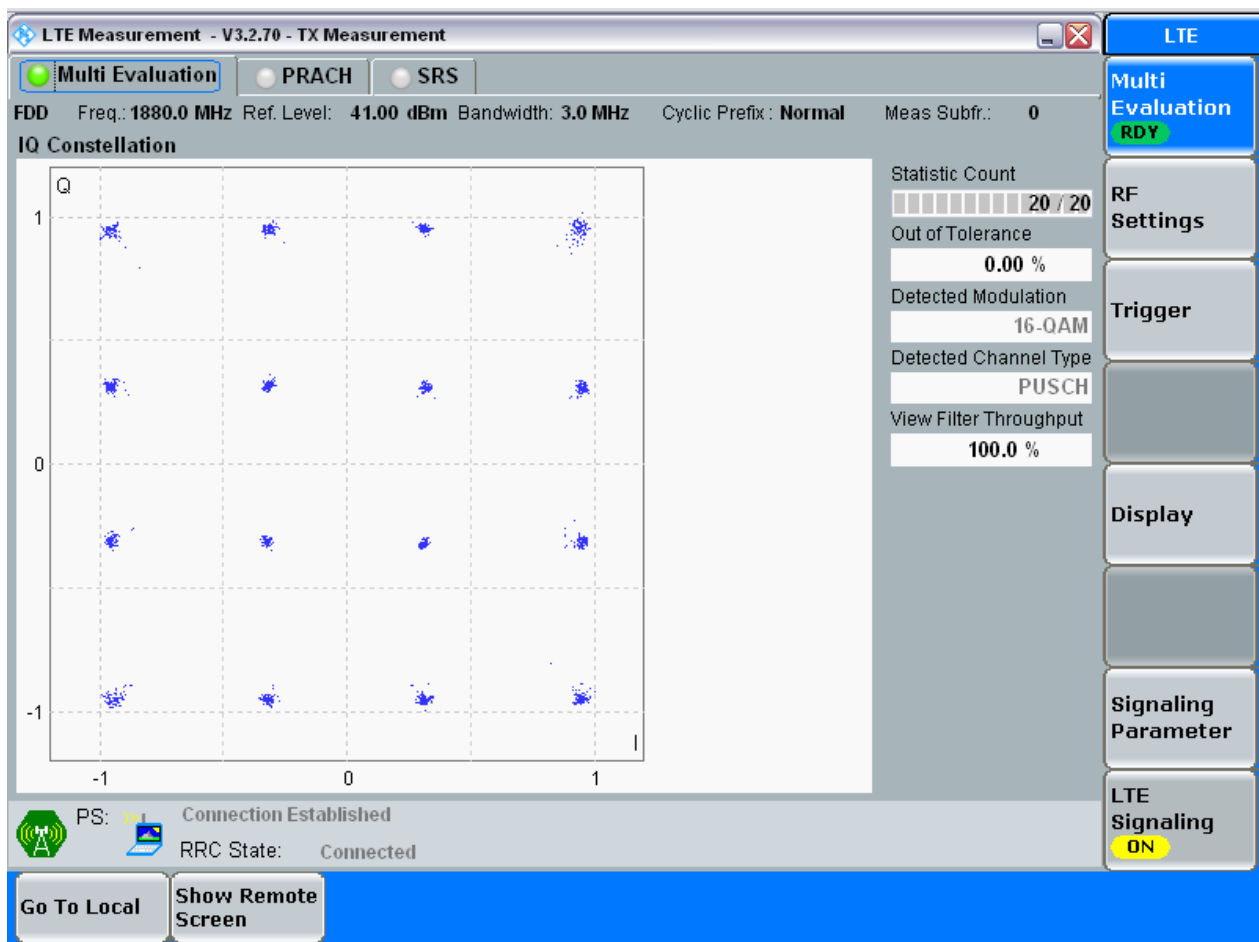 LTE Measurement - V3.2.70 - TX Measurement
LTE
Multi Evaluation PRACH SRS
FDD Freq.: 1880.0 MHz Ref. Level: 41.00 dBm Bandwidth: 3.0 MHz Cyclic Prefix : Normal Meas Subfr.: 0
IQ Constellation
Q
1
0
-1
I
-1 0 1
Statistic Count
20 / 20
Out of Tolerance
0.00 %
Detected Modulation
16-QAM
Detected Channel Type
PUSCH
View Filter Throughput
100.0 %
Multi
Evaluation
RDY
RF
Settings
Trigger
Display
Signaling
Parameter
LTE
Signaling
ON
PS: Connection Established
RRC State: Connected
Go To Local
Show Remote
Screen